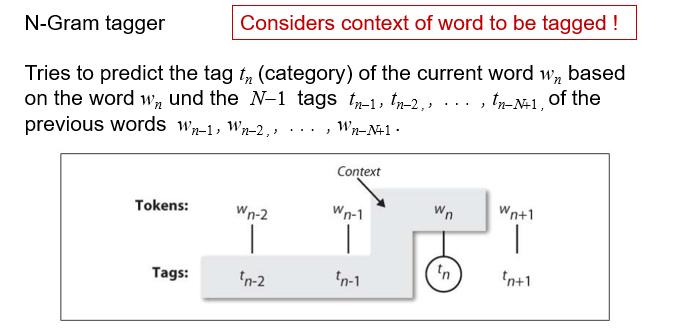 N-Gram tagger
Considers context of word to be tagged !
Tries to predict the tag tn (category) of the current word wn based
on the word wn und the N–1 tags tn–1, tn–2, , . . . , tn–N+1, of the
previous words wn–1, wn–2, , . . . , wn–N+1 .
Context
Tokens: wn-2 wn-1 wn wn+1
Tags: tn-2 tn-1 tn tn+1